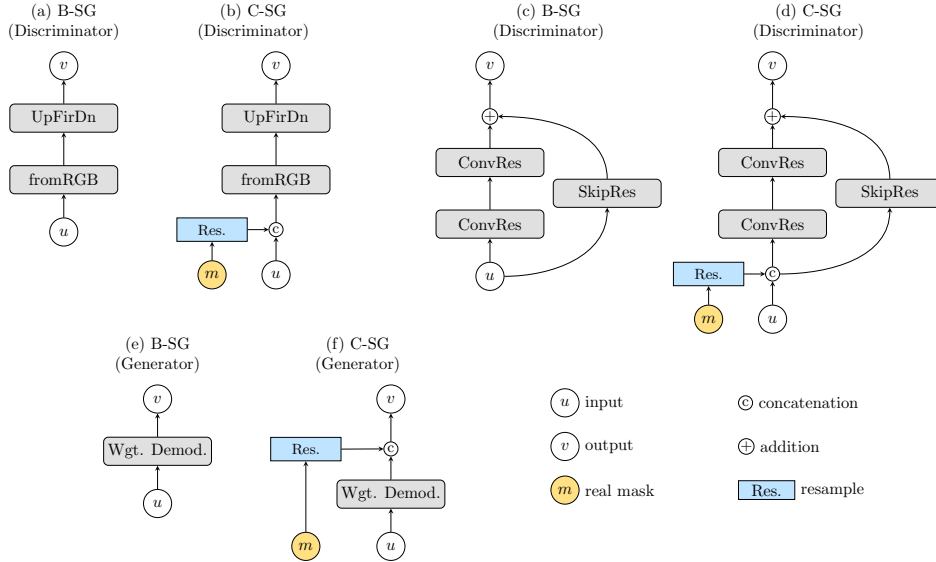 (a) B-SG
(Discriminator)
v
UpFirDn
fromRGB
u
(b) C-SG
(Discriminator)
v
UpFirDn
fromRGB
Res.
c
m
u
(c) B-SG
(Discriminator)
v
+
ConvRes
SkipRes
ConvRes
u
(d) C-SG
(Discriminator)
v
+
ConvRes
SkipRes
ConvRes
Res.
c
m
u
(e) B-SG
(Generator)
v
Wgt. Demod.
u
(f) C-SG
(Generator)
v
Res.
c
Wgt. Demod.
m
u
u input
v output
m real mask
c concatenation
+ addition
Res. resample